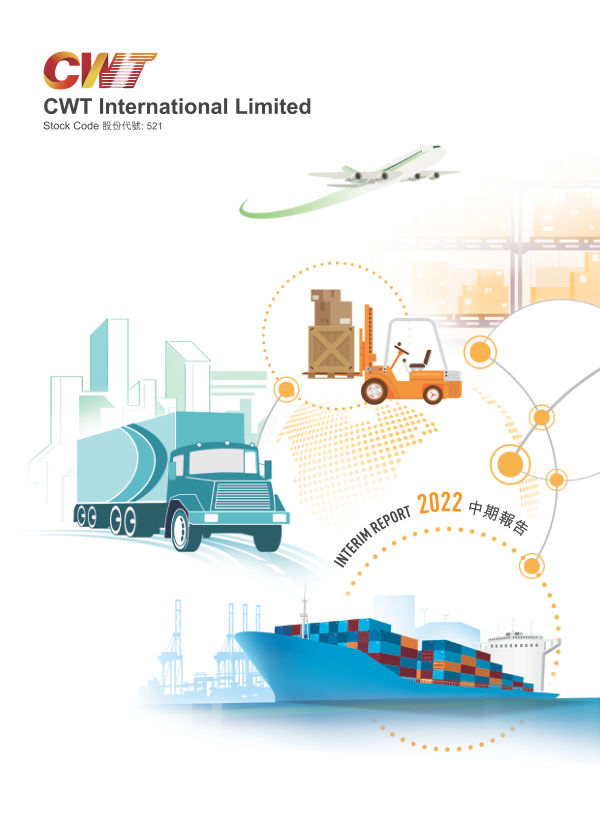 CWT
CWT International Limited
Stock Code 股份代號: 521
INTERIM REPORT 2022 中期報告